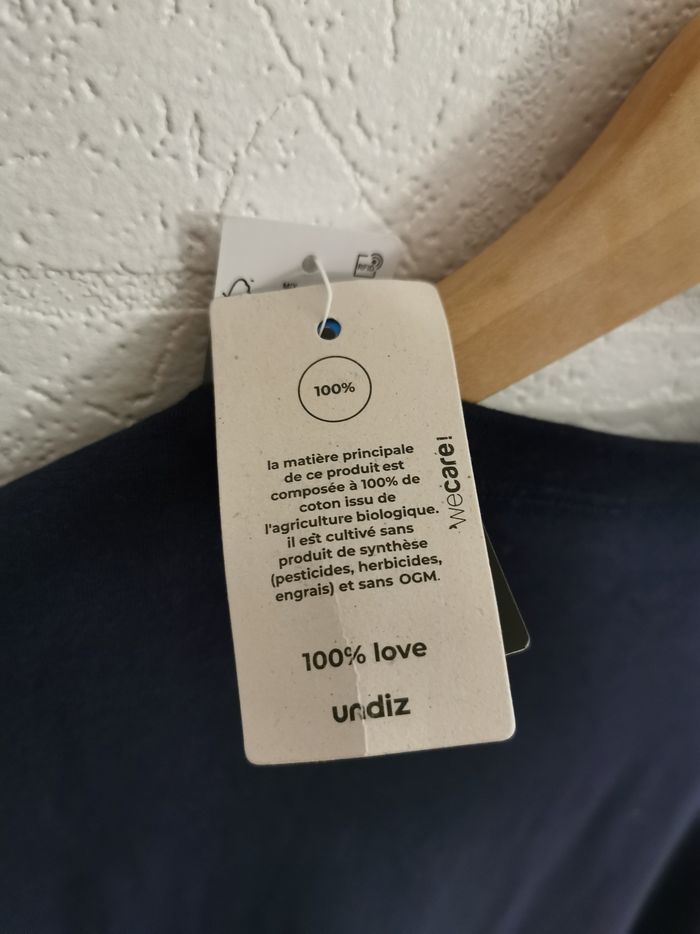 RFID
100%
la matière principale
de ce produit est
composée à 100% de
coton issu de
l'agriculture biologique.
il est cultivé sans
produit de synthèse
(pesticides, herbicides,
engrais) et sans OGM.
wecare!
100% love
undiz